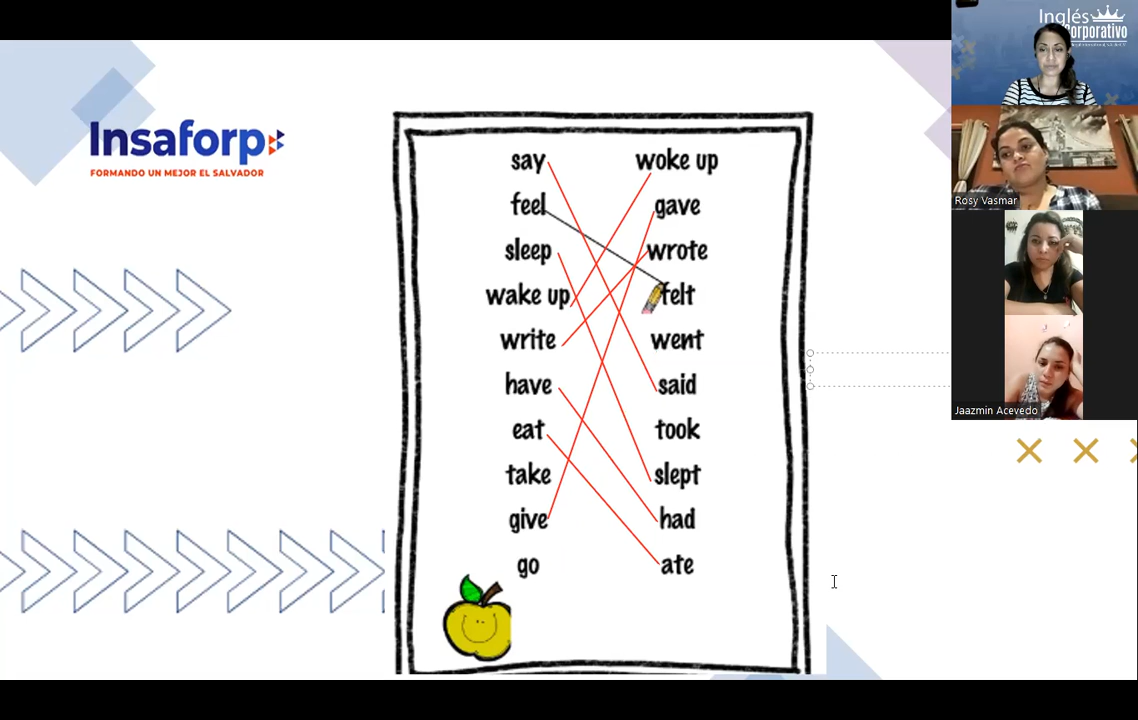 Inglés
Corporativo
Insaforp
FORMANDO UN MEJOR EL SALVADOR
say woke up
feel gave
sleep wrote
wake up felt
write went
have said
eat took
take slept
give had
go ate
Rosy Vasmar
Jaazmin Acevedo